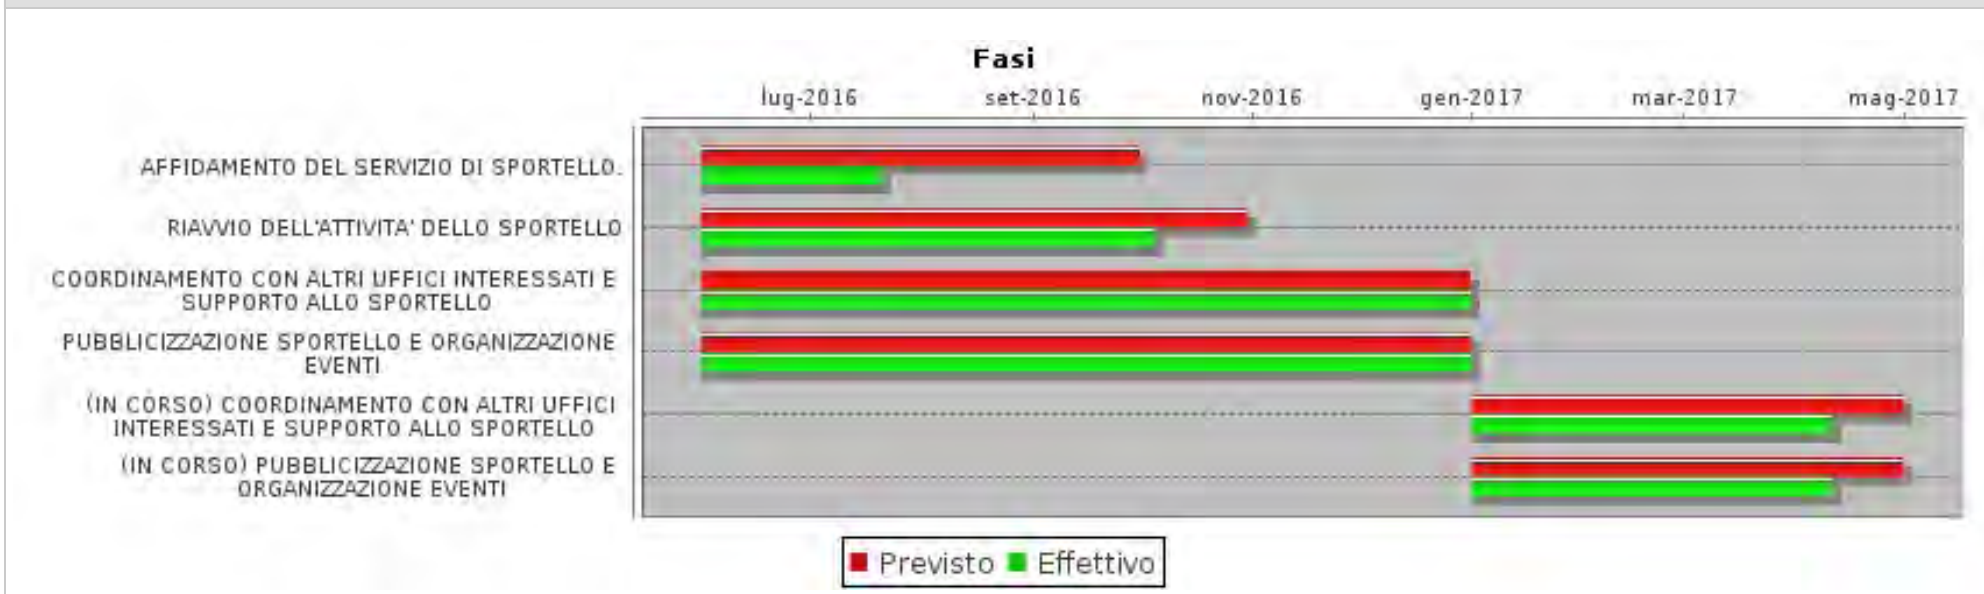 Fasi
lug-2016 set-2016 nov-2016 gen-2017 mar-2017 mag-2017
AFFIDAMENTO DEL SERVIZIO DI SPORTELLO.
RIAVVIO DELL'ATTIVITA' DELLO SPORTELLO
COORDINAMENTO CON ALTRI UFFICI INTERESSATI E
SUPPORTO ALLO SPORTELLO
PUBBLICIZZAZIONE SPORTELLO E ORGANIZZAZIONE
EVENTI
(IN CORSO) COORDINAMENTO CON ALTRI UFFICI
INTERESSATI E SUPPORTO ALLO SPORTELLO
(IN CORSO) PUBBLICIZZAZIONE SPORTELLO E
ORGANIZZAZIONE EVENTI
Previsto Effettivo